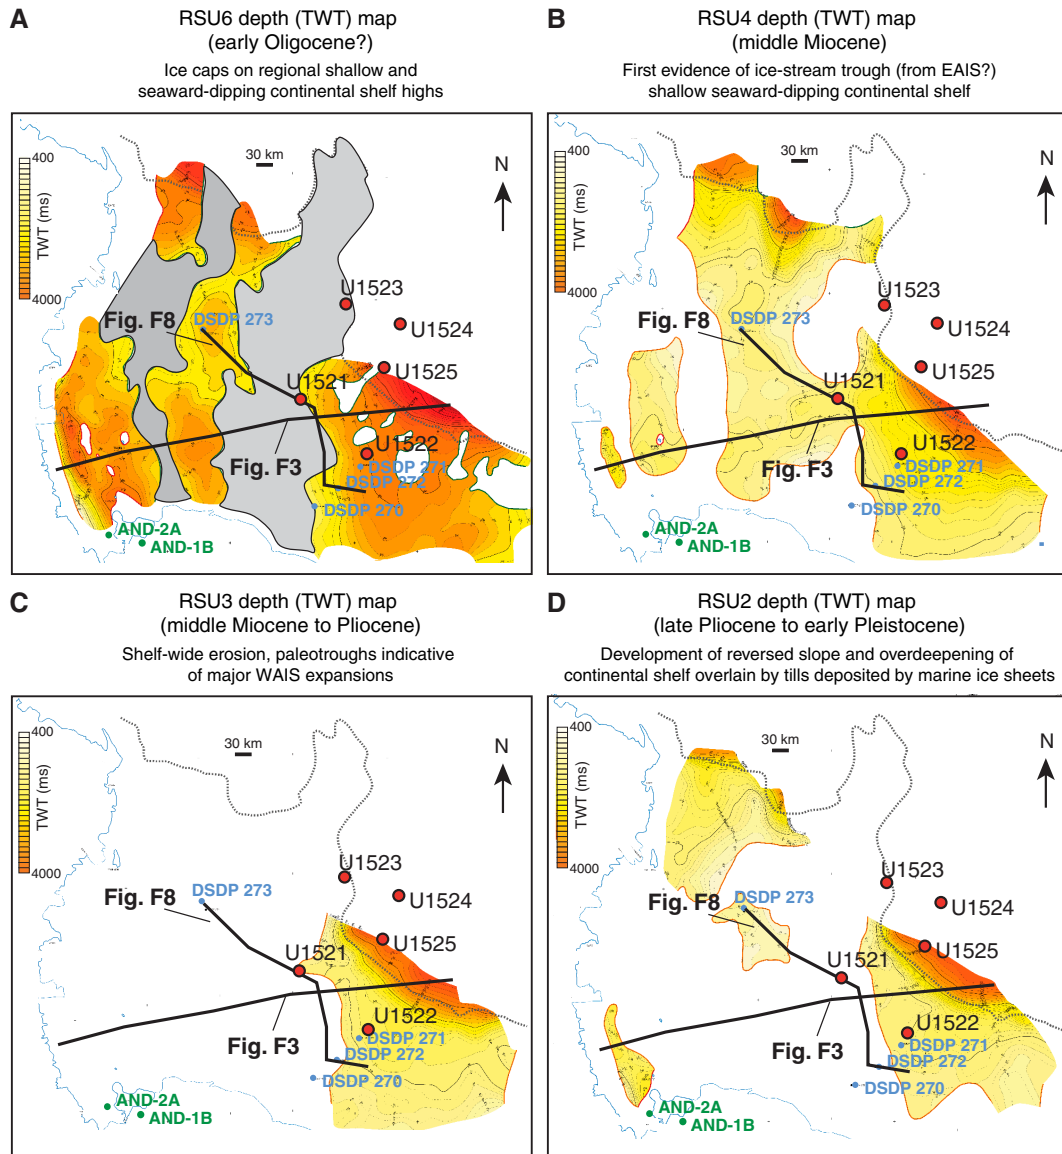 A
RSU6 depth (TWT) map
(early Oligocene?)
Ice caps on regional shallow and
seaward-dipping continental shelf highs
400
TWT (ms)
4000
30 km
N
U1523
U1524
U1525
Fig. F8
DSDP 273
U1521
Fig. F3
U1522
DSDP 271
DSDP 272
DSDP 270
AND-2A
AND-1B
B
RSU4 depth (TWT) map
(middle Miocene)
First evidence of ice-stream trough (from EAIS?)
shallow seaward-dipping continental shelf
400
TWT (ms)
4000
30 km
N
U1523
U1524
U1525
Fig. F8
DSDP 273
U1521
Fig. F3
U1522
DSDP 271
DSDP 272
DSDP 270
AND-2A
AND-1B
C
RSU3 depth (TWT) map
(middle Miocene to Pliocene)
Shelf-wide erosion, paleotroughs indicative
of major WAIS expansions
400
TWT (ms)
4000
30 km
N
U1523
U1524
U1525
Fig. F8
DSDP 273
U1521
Fig. F3
U1522
DSDP 271
DSDP 272
DSDP 270
AND-2A
AND-1B
D
RSU2 depth (TWT) map
(late Pliocene to early Pleistocene)
Development of reversed slope and overdeepening of
continental shelf overlain by tills deposited by marine ice sheets
400
TWT (ms)
4000
30 km
N
U1523
U1524
U1525
Fig. F8
DSDP 273
U1521
Fig. F3
U1522
DSDP 271
DSDP 272
DSDP 270
AND-2A
AND-1B